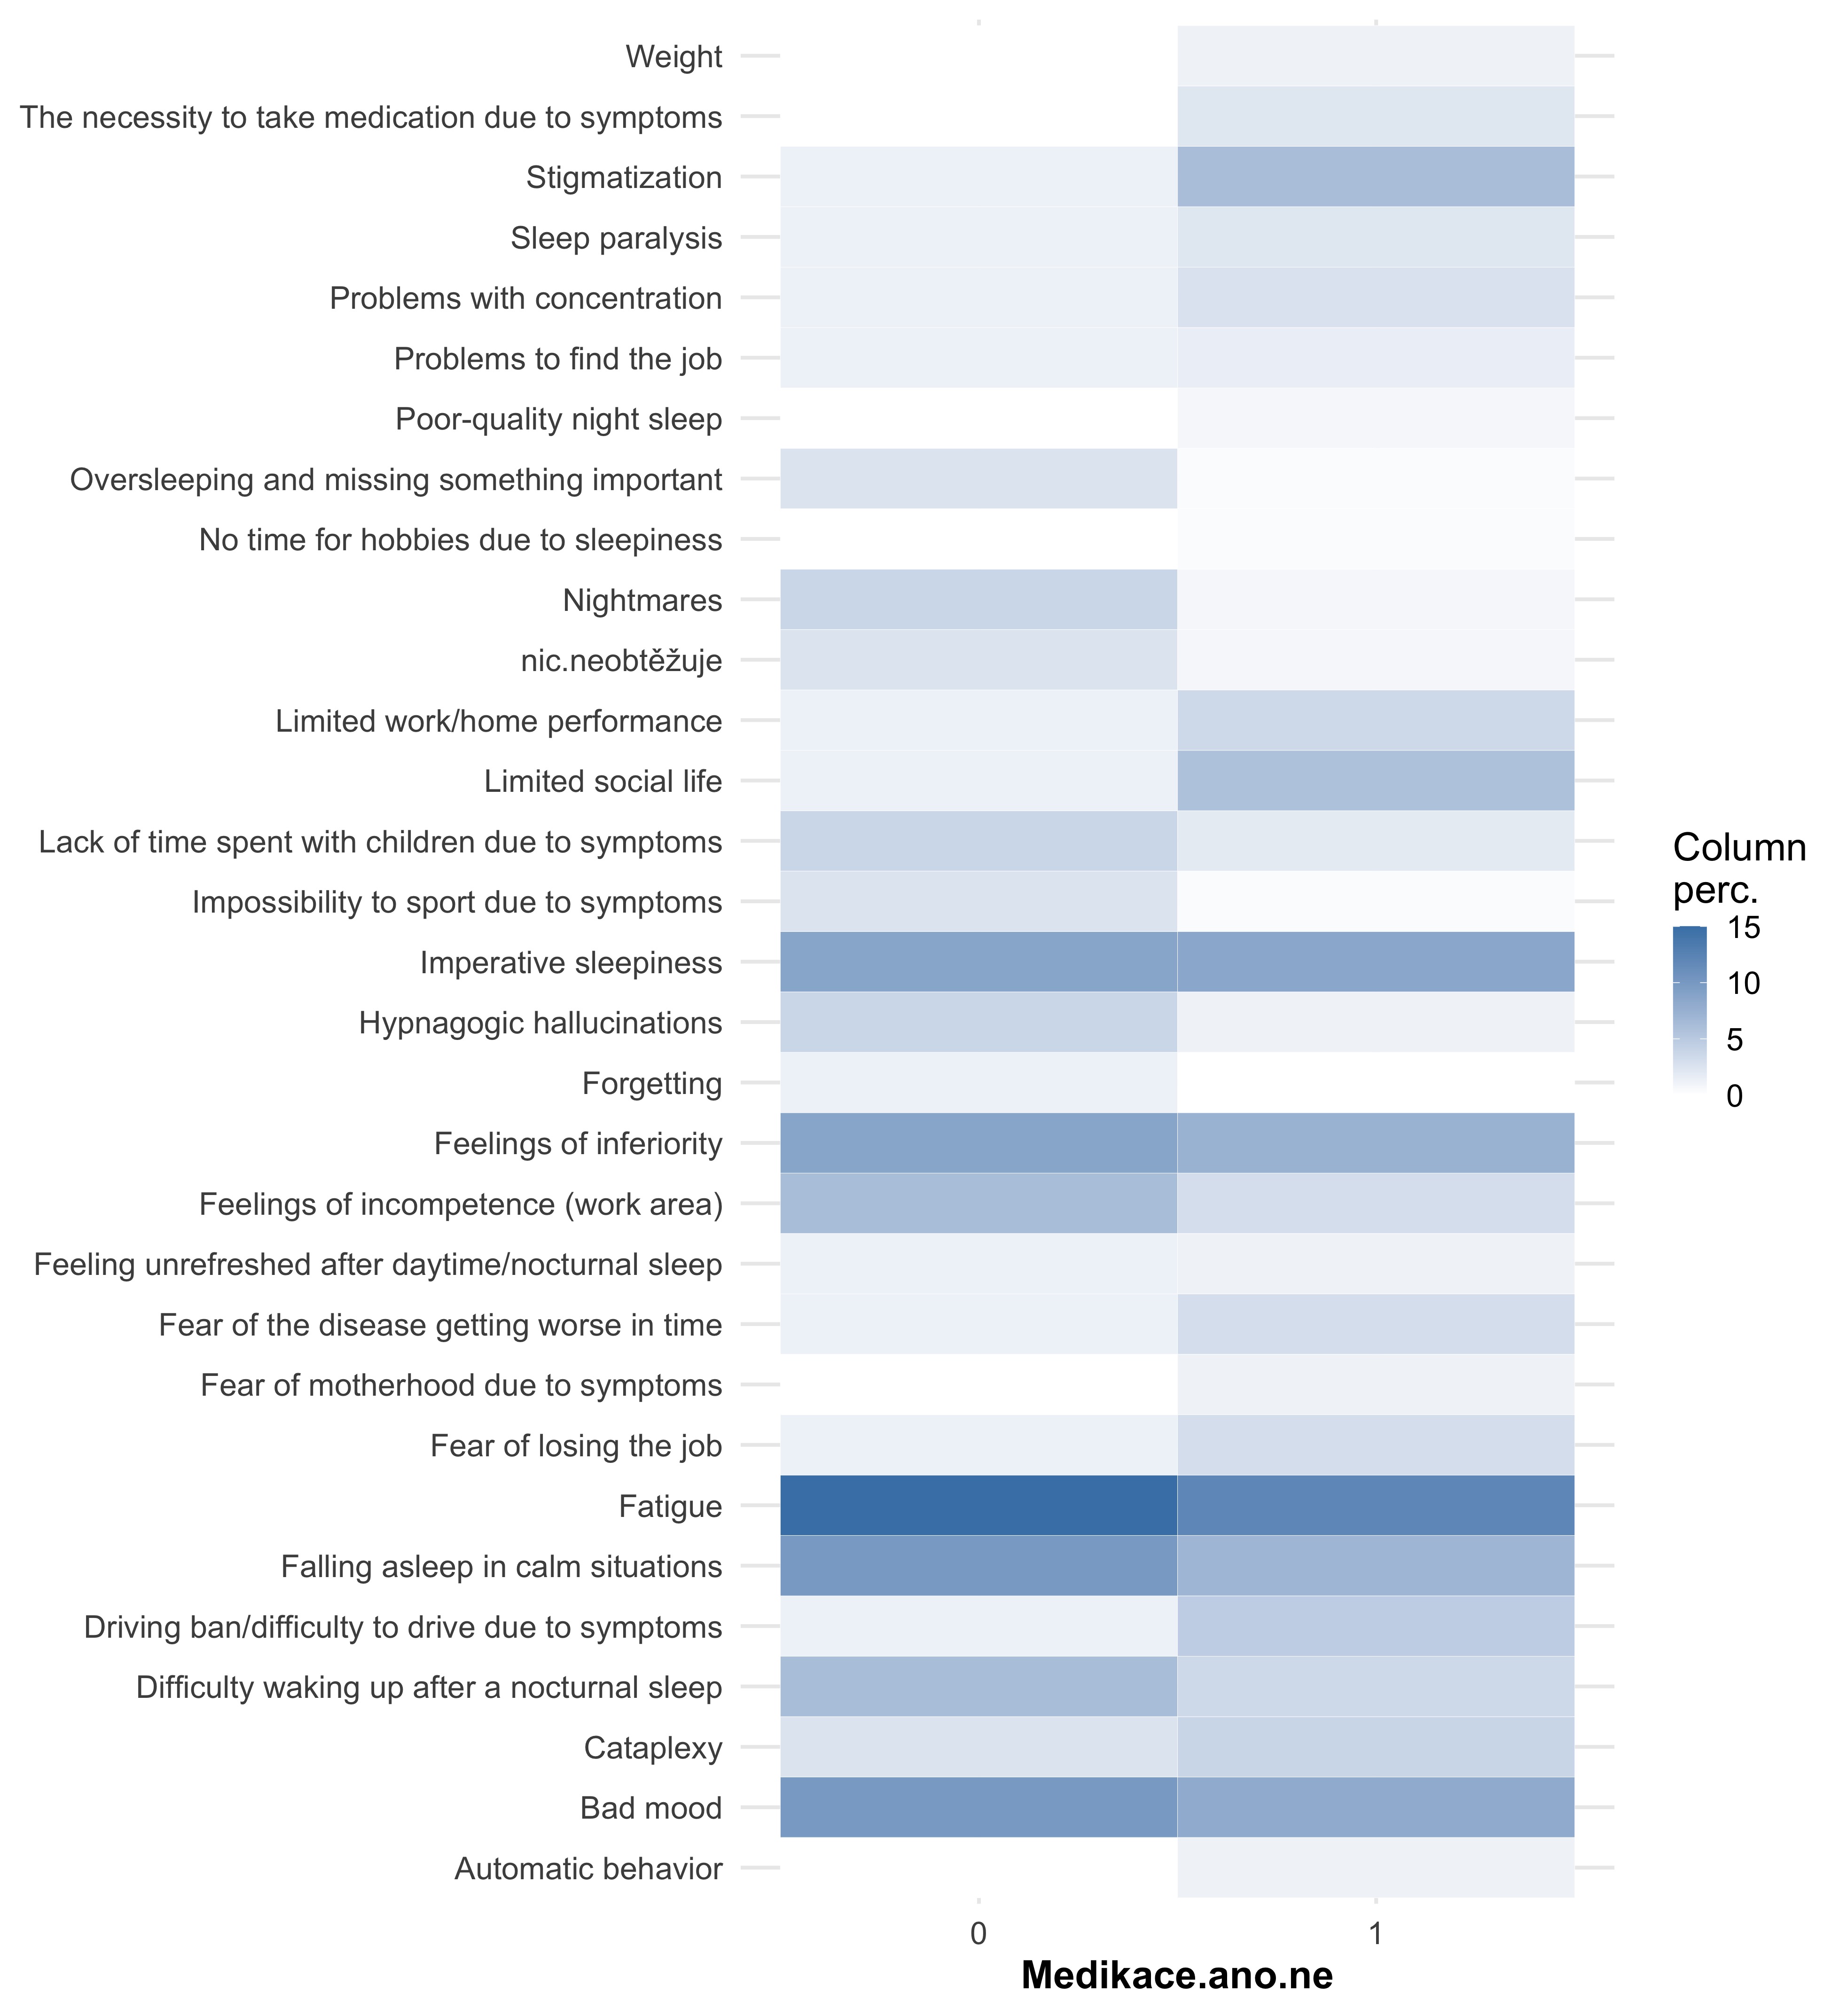 Weight
The necessity to take medication due to symptoms
Stigmatization
Sleep paralysis
Problems with concentration
Problems to find the job
Poor-quality night sleep
Oversleeping and missing something important
No time for hobbies due to sleepiness
Nightmares
nic.neobtěžuje
Limited work/home performance
Limited social life
Lack of time spent with children due to symptoms
Impossibility to sport due to symptoms
Imperative sleepiness
Hypnagogic hallucinations
Forgetting
Feelings of inferiority
Feelings of incompetence (work area)
Feeling unrefreshed after daytime/nocturnal sleep
Fear of the disease getting worse in time
Fear of motherhood due to symptoms
Fear of losing the job
Fatigue
Falling asleep in calm situations
Driving ban/difficulty to drive due to symptoms
Difficulty waking up after a nocturnal sleep
Cataplexy
Bad mood
Automatic behavior
0 1
Medikace.ano.ne
Column
perc.
15
10
5
0